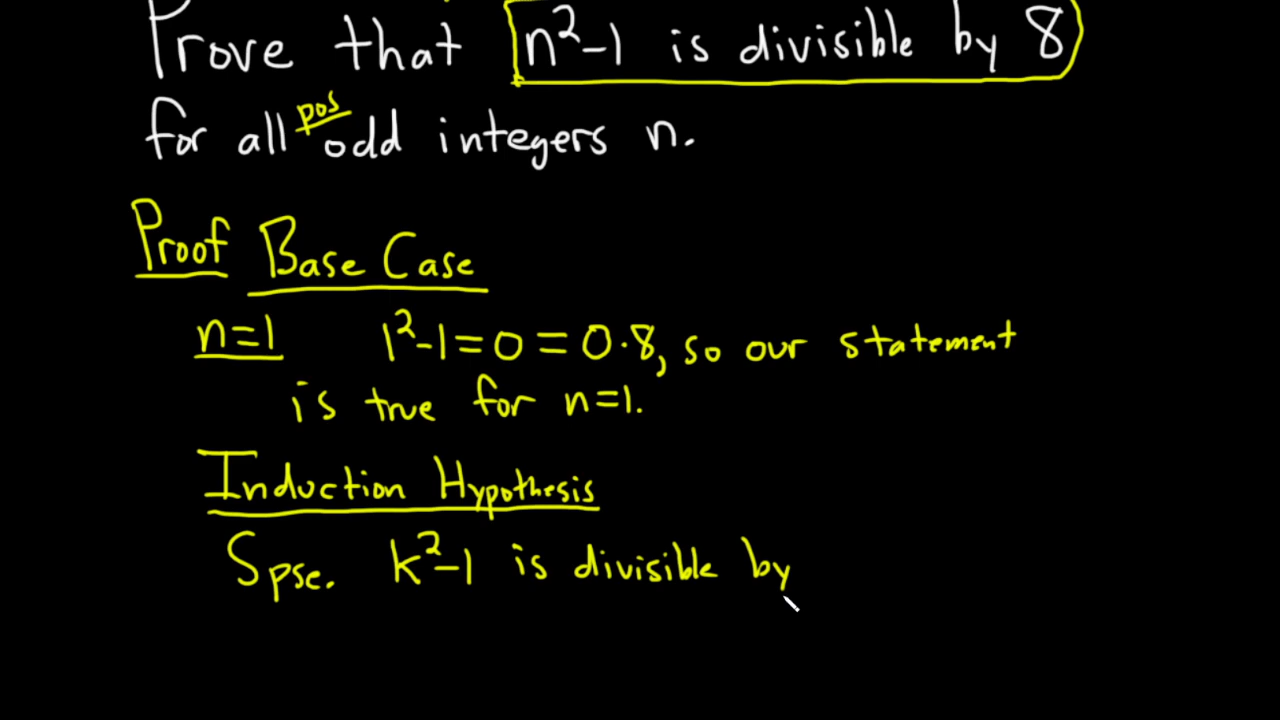 Prove that n²-1 is divisible by 8
for all pos odd integers n.
Proof Base Case
n=1 1²-1=0=0·8, so our statement
is true for n=1.
Induction Hypothesis
Spse. k²-1 is divisible by